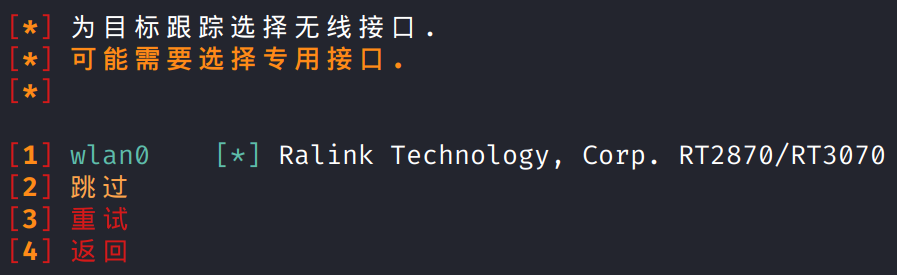 [*] 为目标跟踪选择无线接口.
[*] 可能需要选择专用接口.
[*]
[1] wlan0 [*] Ralink Technology, Corp. RT2870/RT3070
[2] 跳过
[3] 重试
[4] 返回